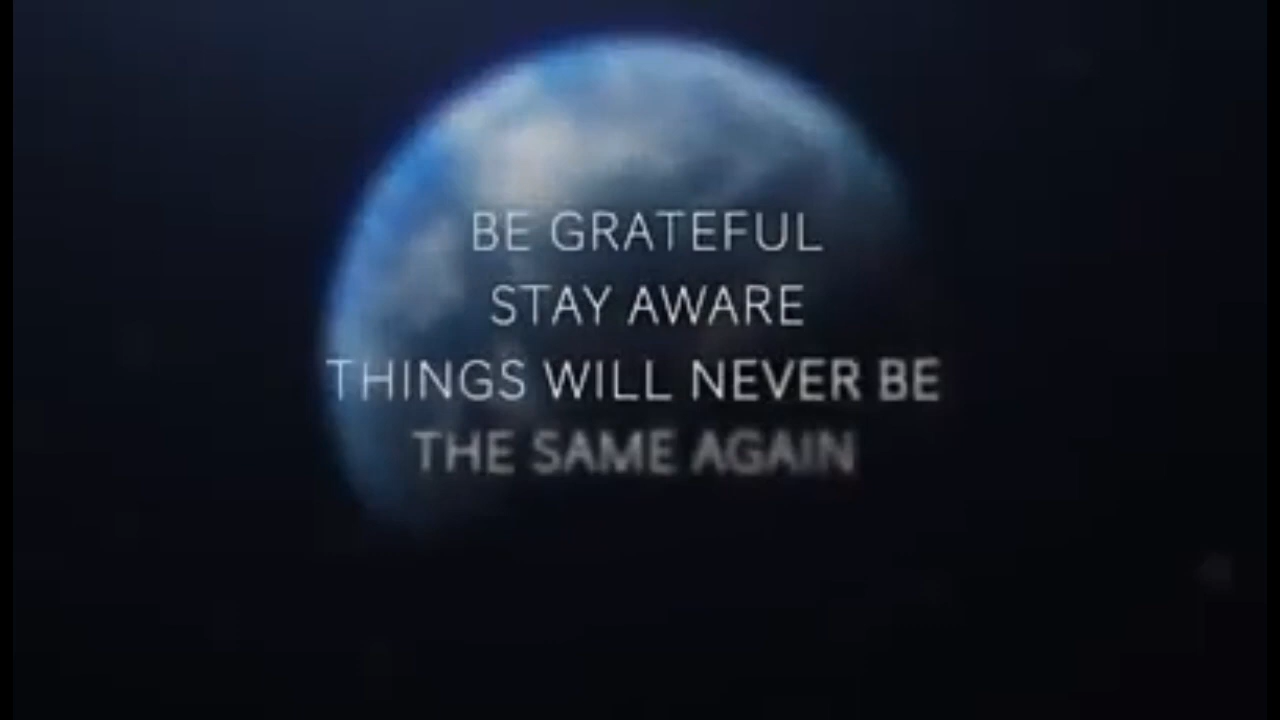 BE GRATEFUL
STAY AWARE
THINGS WILL NEVER BE
THE SAME AGAIN